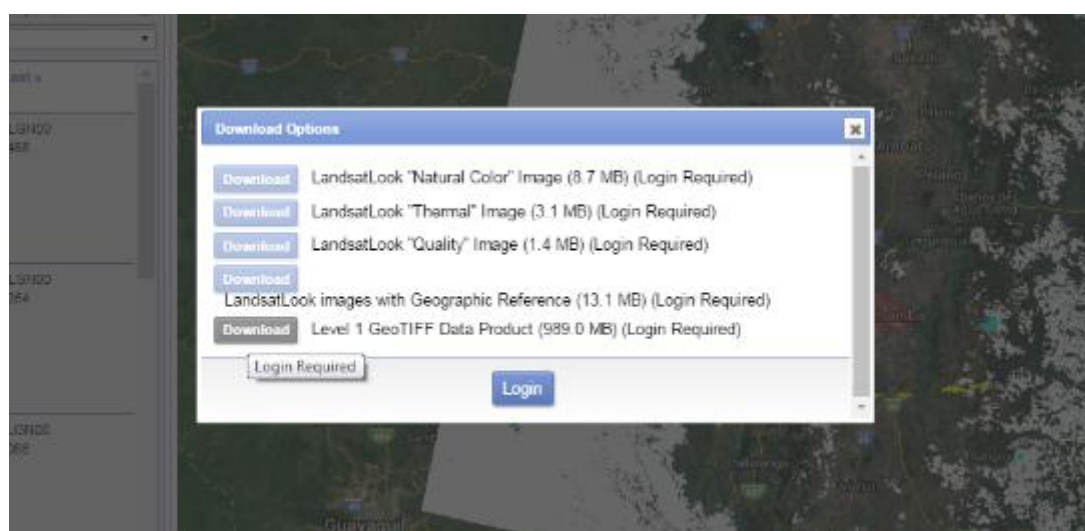 Download Options
Download LandsatLook "Natural Color" Image (8.7 MB) (Login Required)
Download LandsatLook "Thermal" Image (3.1 MB) (Login Required)
Download LandsatLook "Quality" Image (1.4 MB) (Login Required)
Download
LandsatLook images with Geographic Reference (13.1 MB) (Login Required)
Download Level 1 GeoTIFF Data Product (989.0 MB) (Login Required)
Login Required
Login
Guayaquil